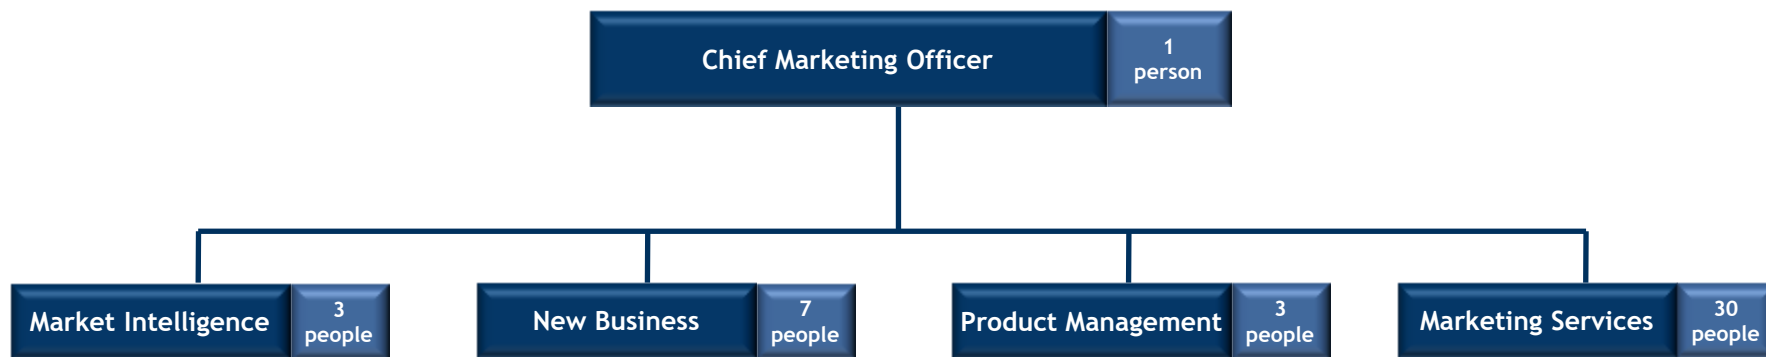 Chief Marketing Officer
1
person
Market Intelligence
3
people
New Business
7
people
Product Management
3
people
Marketing Services
30
people